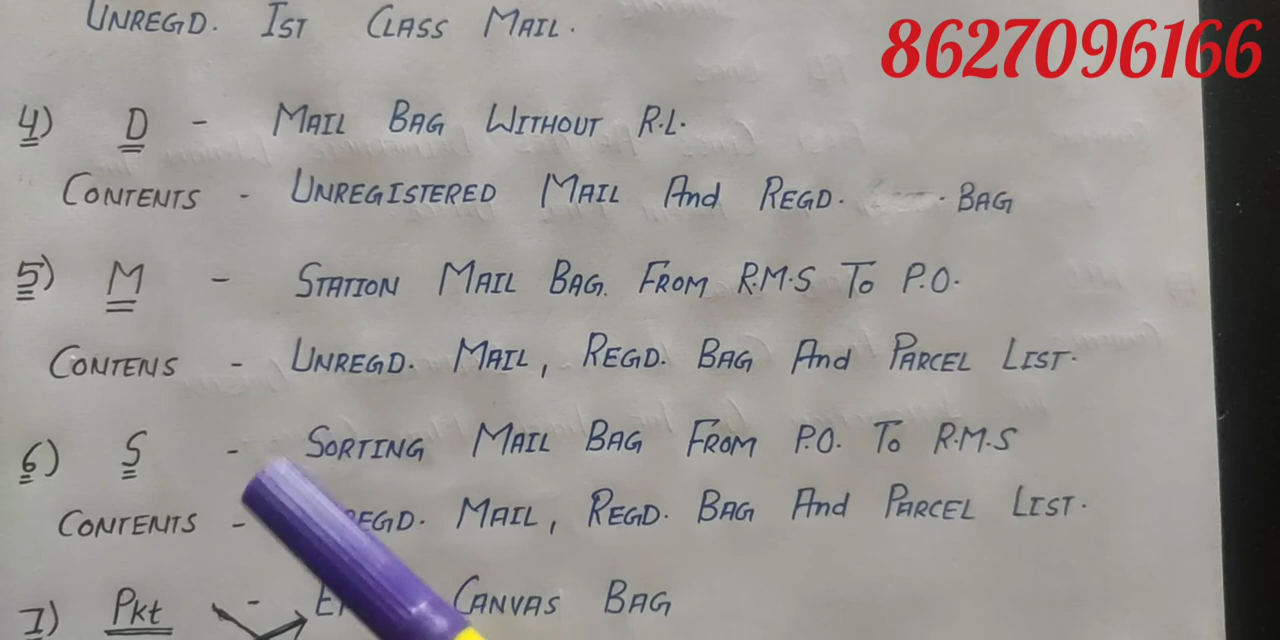 UNREGD. IST CLASS MAIL.
8627096166
4) D - MAIL BAG WITHOUT R.L.
CONTENTS - UNREGISTERED MAIL And REGD. BAG
5) M - STATION MAIL BAG. FROM R.M.S TO P.O.
CONTENS - UNREGD. MAIL, REGD. BAG And PARCEL LIST.
6) S - SORTING MAIL BAG FROM P.O. TO R.M.S
CONTENTS - REGD. MAIL, REGD. BAG And PARCEL LIST.
7) Pkt - CANVAS BAG